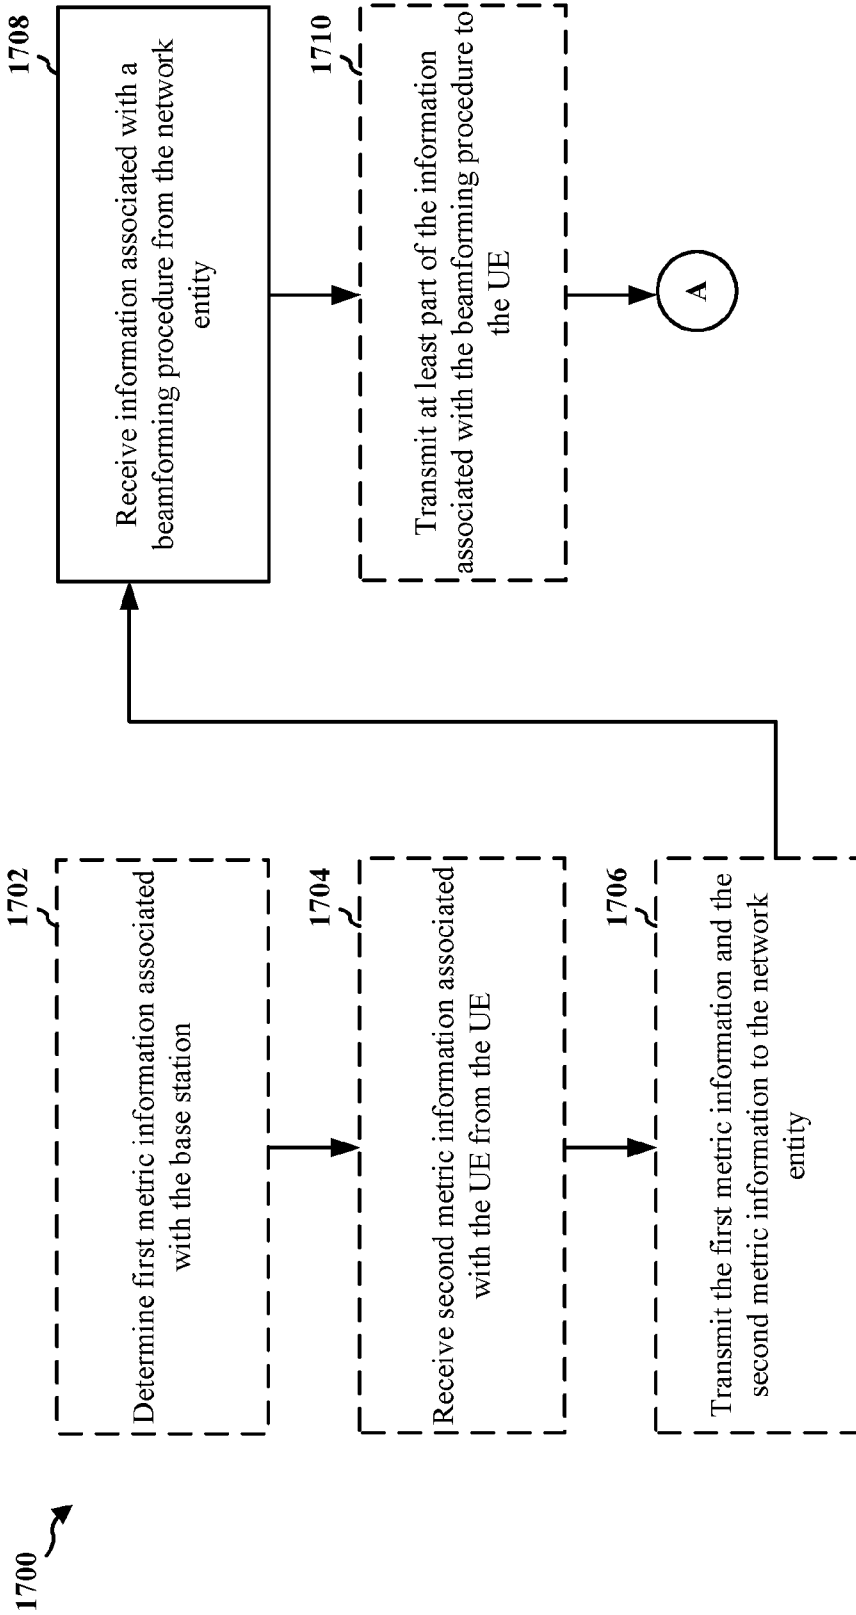 1700
1702
Determine first metric information associated
with the base station
1704
Receive second metric information associated
with the UE from the UE
1706
Transmit the first metric information and the
second metric information to the network
entity
1708
Receive information associated with a
beamforming procedure from the network
entity
1710
Transmit at least part of the information
associated with the beamforming procedure to
the UE
A